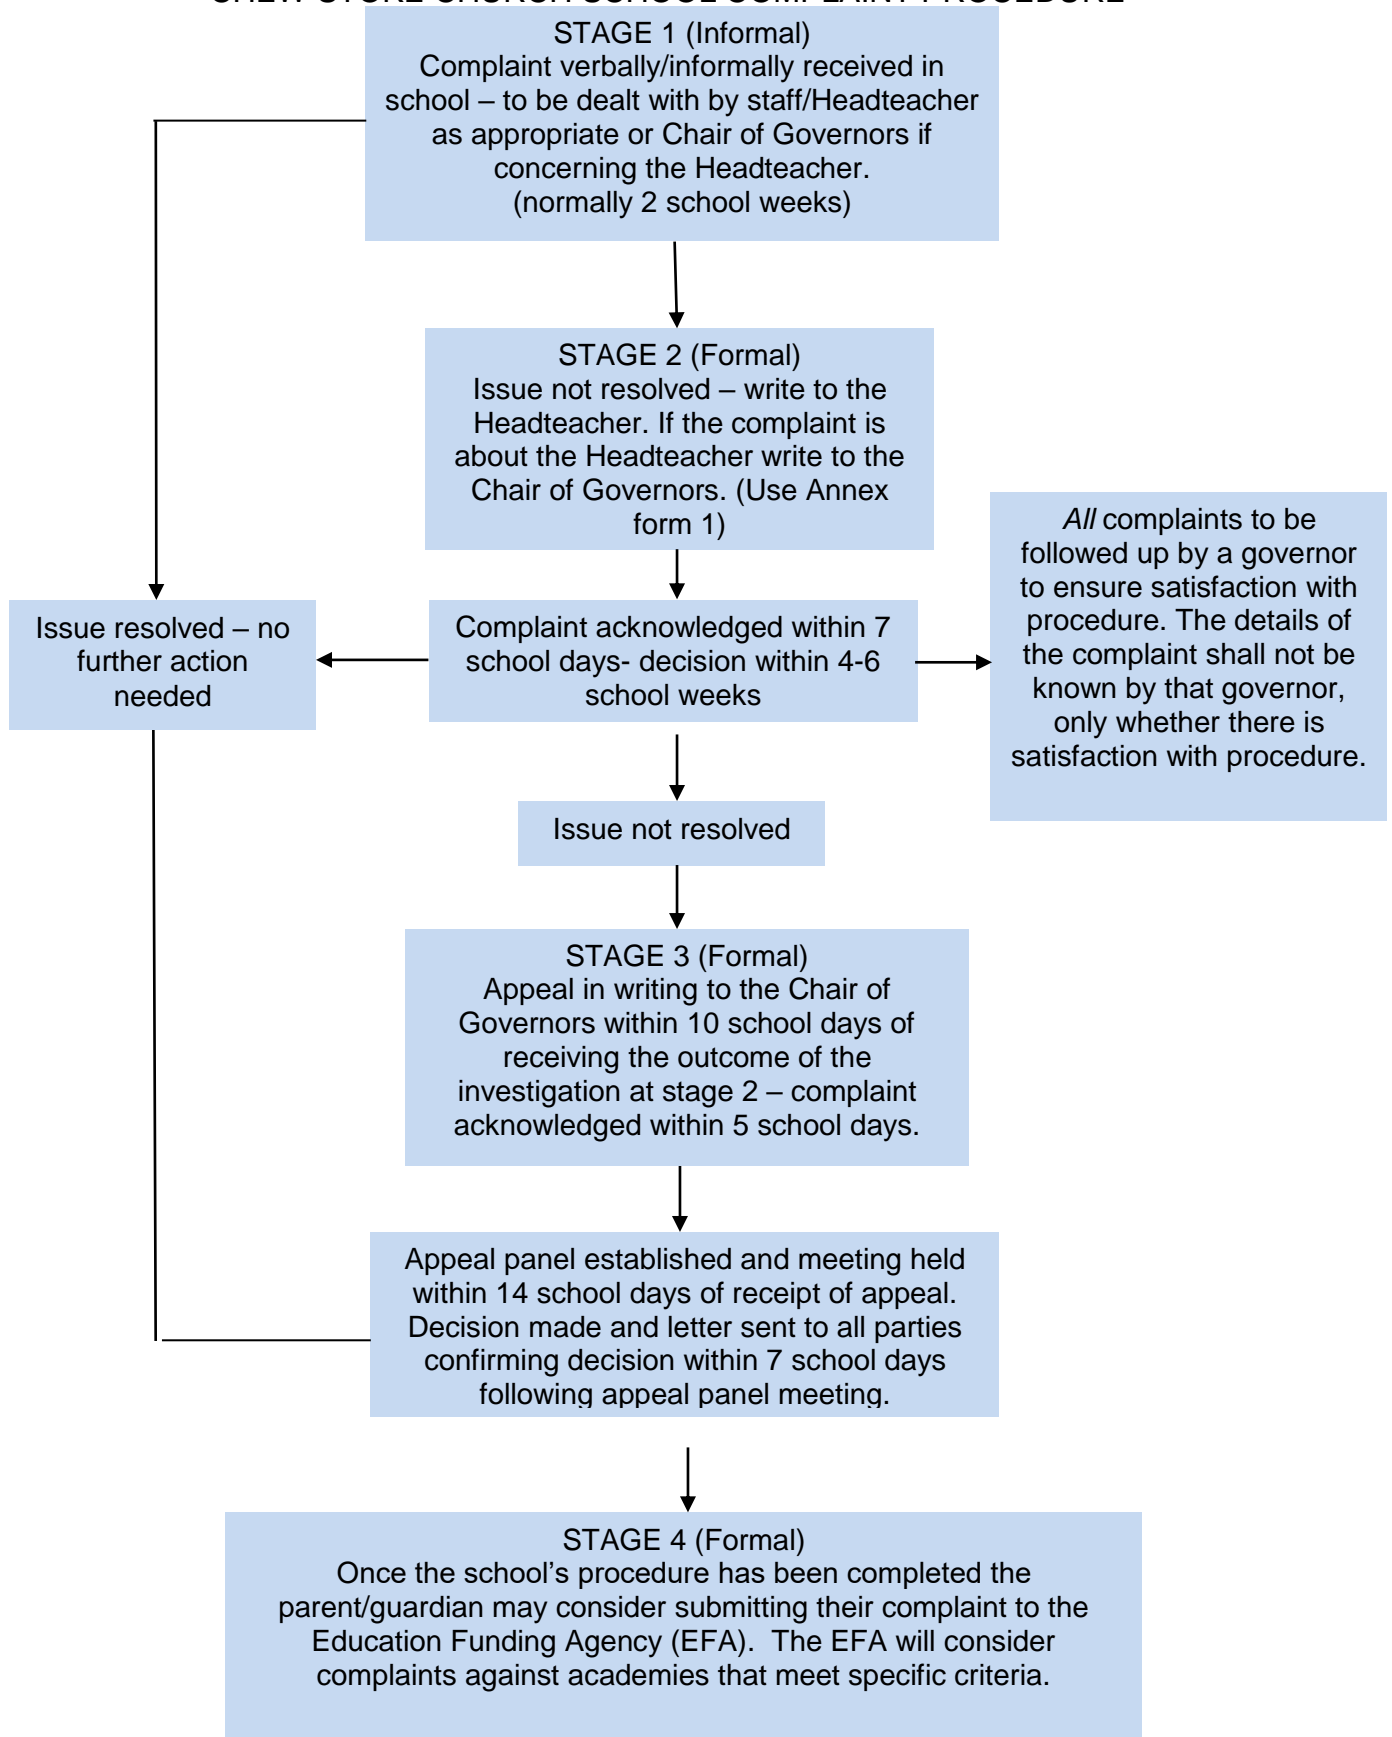 CHEW STOKE CHURCH SCHOOL COMPLAINT PROCEDURE
STAGE 1 (Informal)
Complaint verbally/informally received in
school – to be dealt with by staff/Headteacher
as appropriate or Chair of Governors if
concerning the Headteacher.
(normally 2 school weeks)
STAGE 2 (Formal)
Issue not resolved – write to the
Headteacher. If the complaint is
about the Headteacher write to the
Chair of Governors. (Use Annex
form 1)
Issue resolved – no
further action
needed
Complaint acknowledged within 7
school days- decision within 4-6
school weeks
All complaints to be
followed up by a governor
to ensure satisfaction with
procedure. The details of
the complaint shall not be
known by that governor,
only whether there is
satisfaction with procedure.
Issue not resolved
STAGE 3 (Formal)
Appeal in writing to the Chair of
Governors within 10 school days of
receiving the outcome of the
investigation at stage 2 – complaint
acknowledged within 5 school days.
Appeal panel established and meeting held
within 14 school days of receipt of appeal.
Decision made and letter sent to all parties
confirming decision within 7 school days
following appeal panel meeting.
STAGE 4 (Formal)
Once the school’s procedure has been completed the
parent/guardian may consider submitting their complaint to the
Education Funding Agency (EFA).  The EFA will consider
complaints against academies that meet specific criteria.